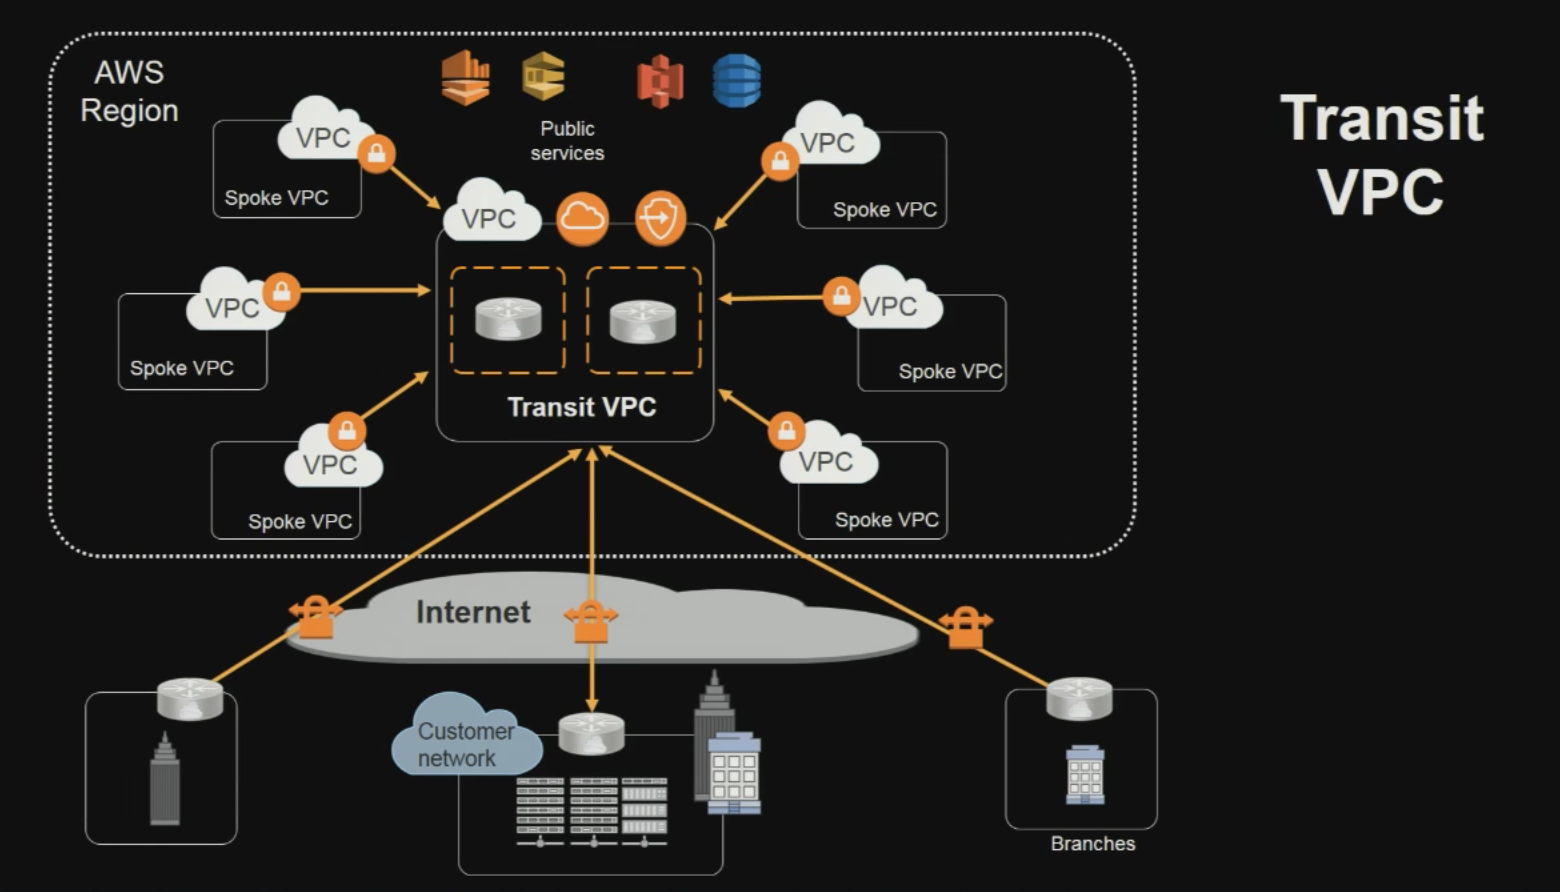 AWS
Region
Transit
VPC
Public
services
VPC
Spoke VPC
VPC
Spoke VPC
VPC
VPC
Spoke VPC
VPC
Spoke VPC
Transit VPC
VPC
Spoke VPC
VPC
Spoke VPC
Internet
Customer
network
Branches